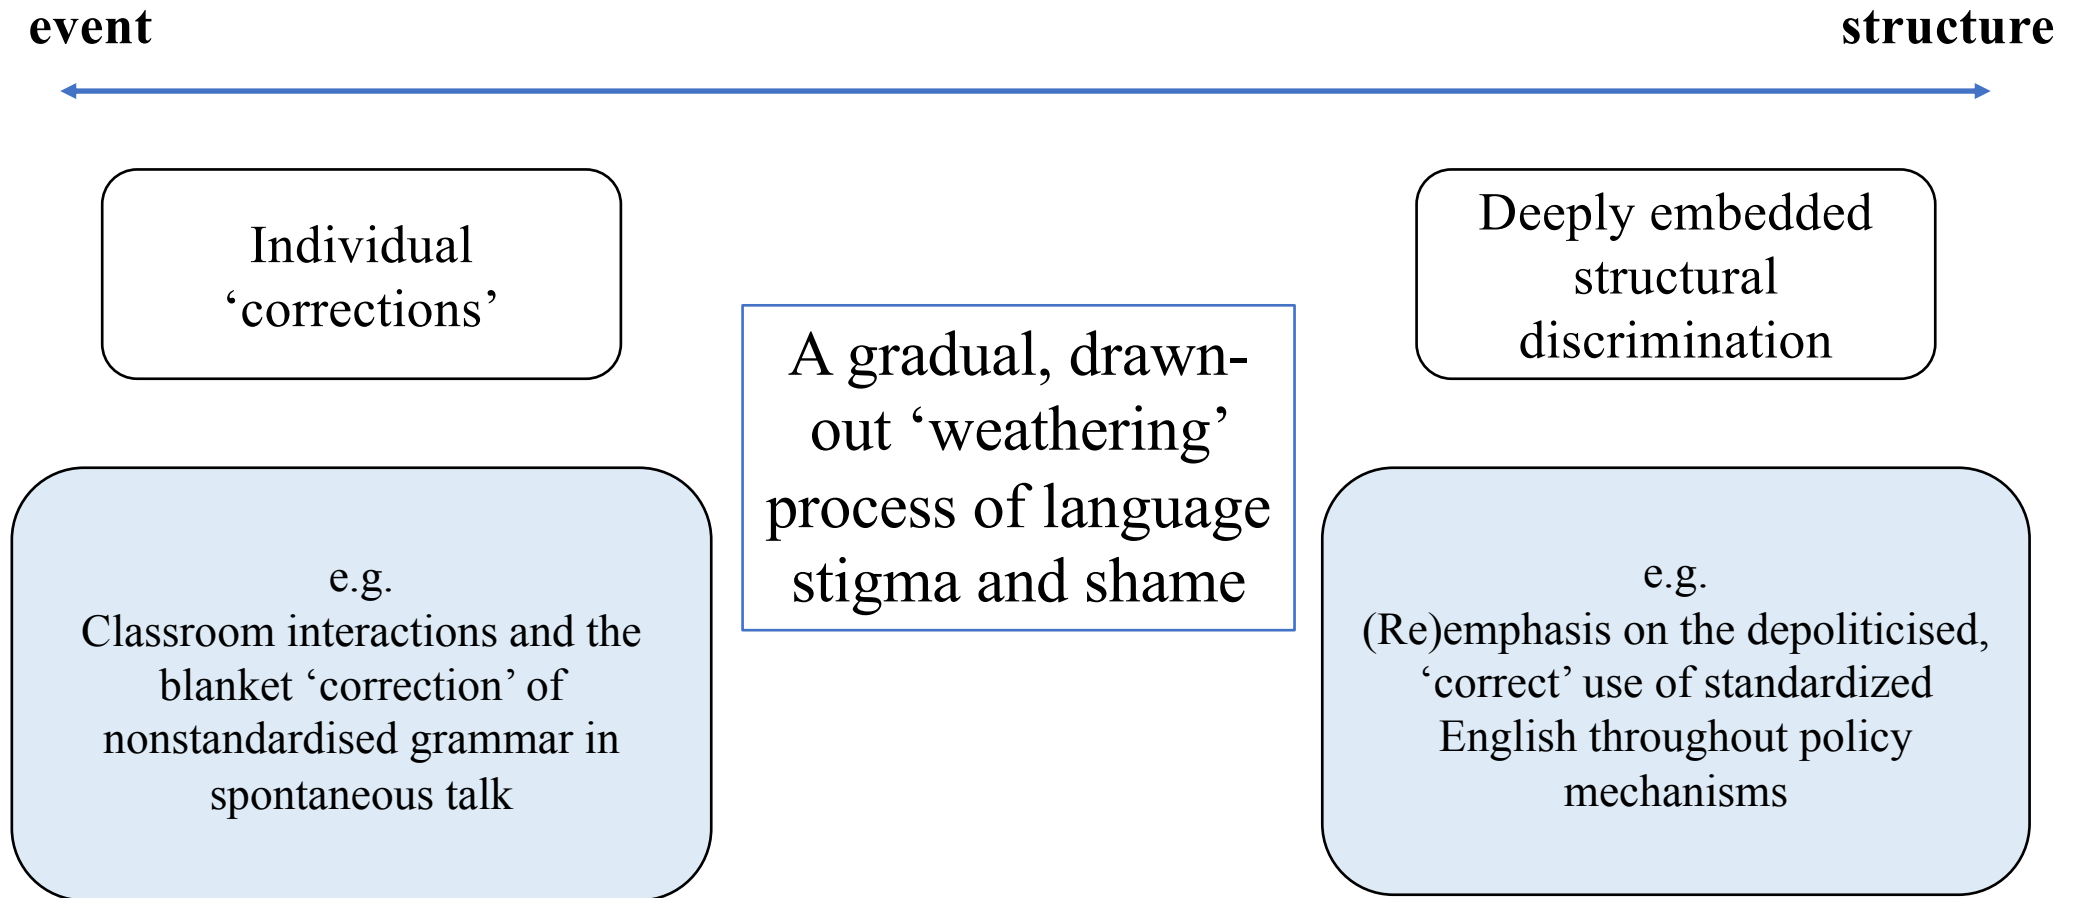 event
structure
Individual
‘corrections’
Deeply embedded
structural
discrimination
A gradual, drawn-
out ‘weathering’
process of language
stigma and shame
e.g.
Classroom interactions and the
blanket ‘correction’ of
nonstandardised grammar in
spontaneous talk
e.g.
(Re)emphasis on the depoliticised,
‘correct’ use of standardized
English throughout policy
mechanisms